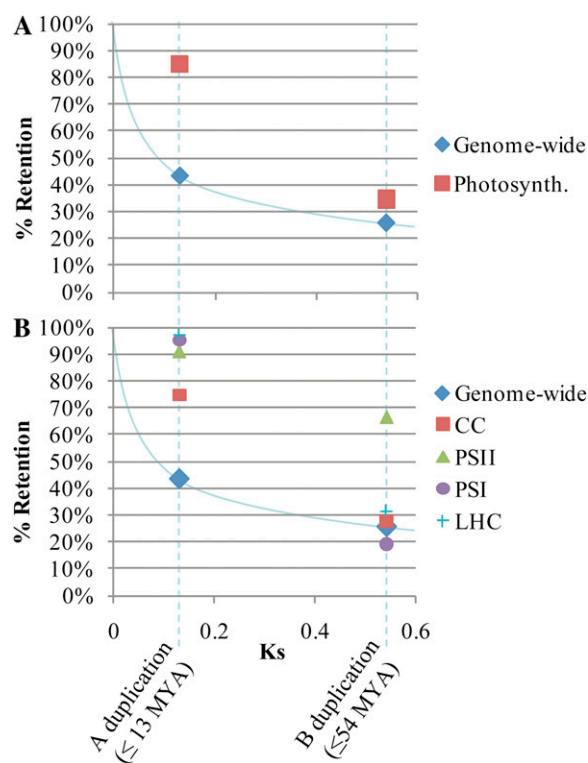 A
100%
90%
80%
70%
60%
50%
40%
30%
20%
10%
0%
% Retention
Genome-wide
Photosynth.
B
100%
90%
80%
70%
60%
50%
40%
30%
20%
10%
0%
% Retention
Genome-wide
CC
PSII
PSI
LHC
0 0.2 0.4 0.6
Ks
A duplication
(≤ 13 MYA)
B duplication
(≤54 MYA)